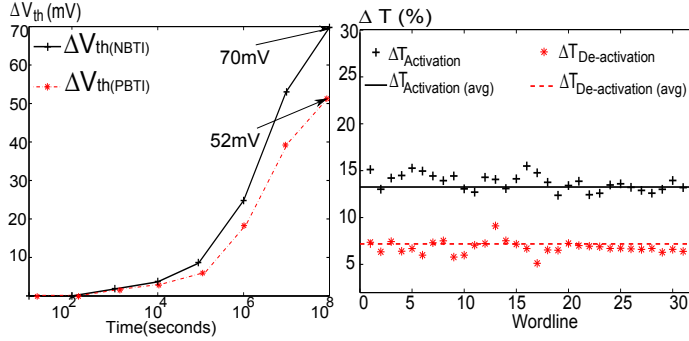 ΔVth (mV)
70
60
50
40
30
20
10
0
ΔVth(NBTI)
ΔVth(PBTI)
70mV
52mV
10^2
10^4
10^6
10^8
Time(seconds)
Δ T (%)
30
25
20
15
10
5
ΔTActivation
ΔTDe-activation
ΔTActivation (avg)
ΔTDe-activation (avg)
0 5 10 15 20 25 30
Wordline